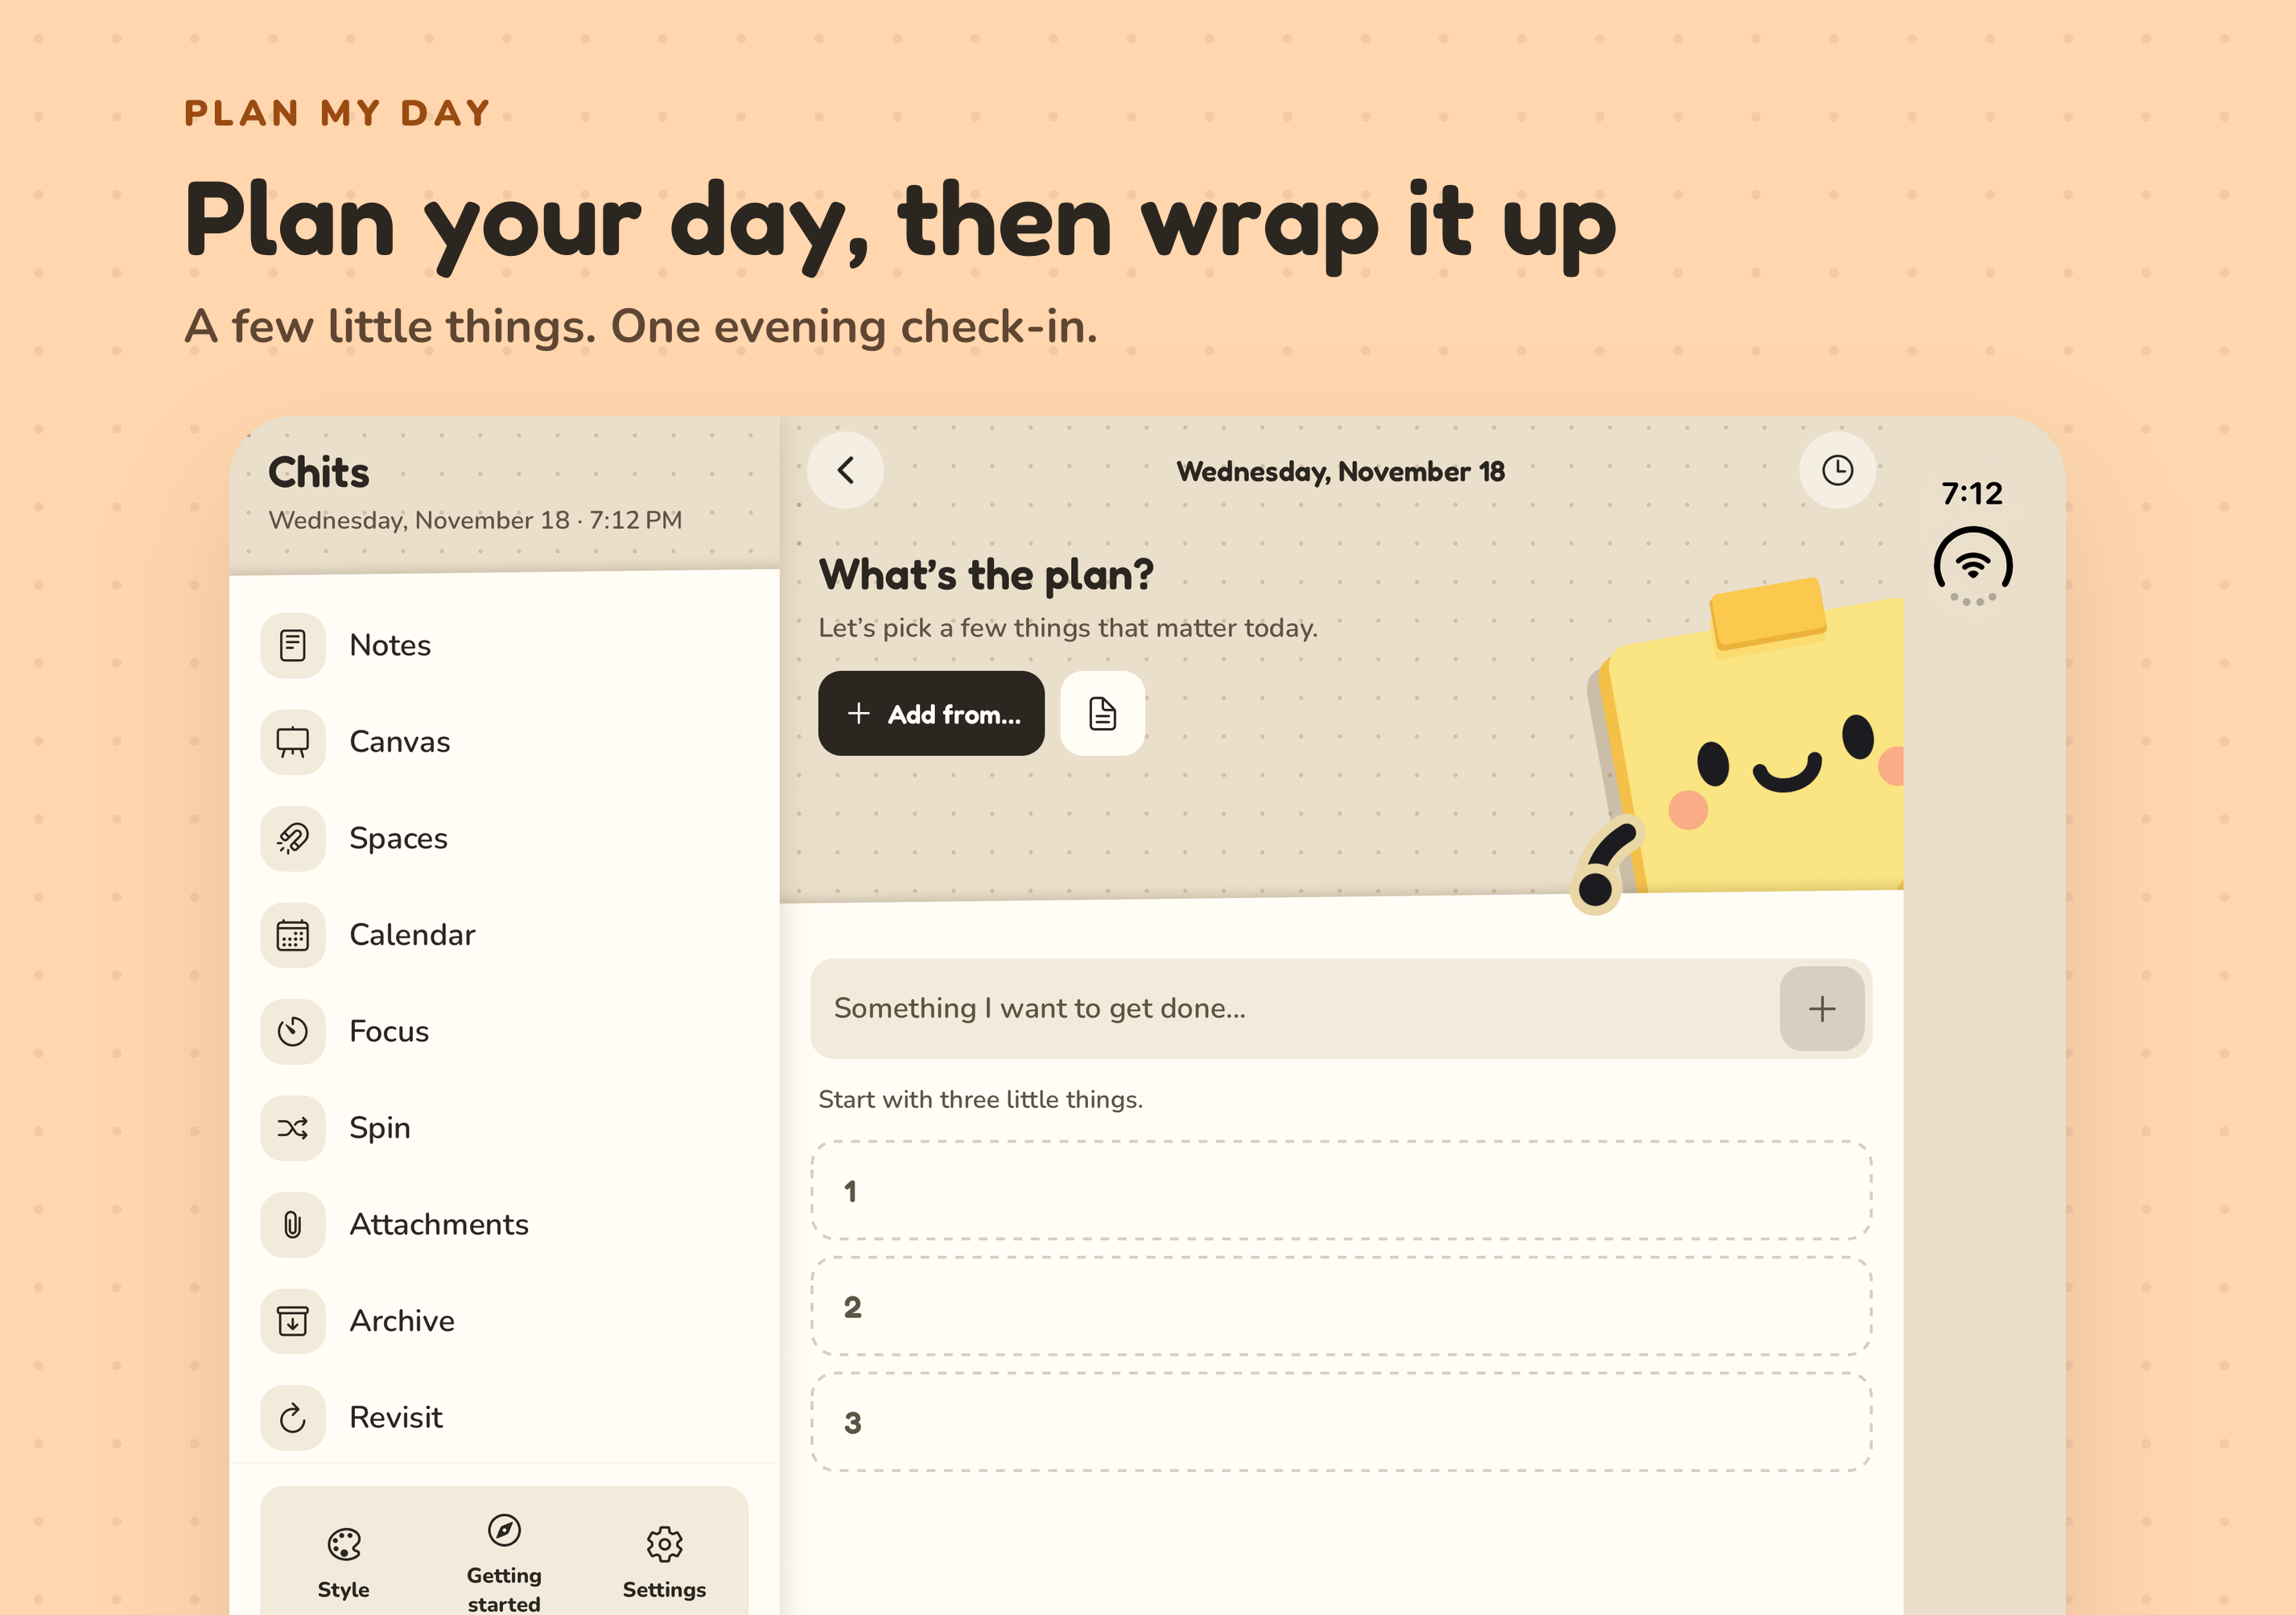 PLAN MY DAY
Plan your day, then wrap it up
A few little things. One evening check-in.
Chits
Wednesday, November 18 · 7:12 PM
Notes
Canvas
Spaces
Calendar
Focus
Spin
Attachments
Archive
Revisit
Style
Getting
started
Settings
Wednesday, November 18
What’s the plan?
Let’s pick a few things that matter today.
Add from...
Something I want to get done...
Start with three little things.
1
2
3
7:12